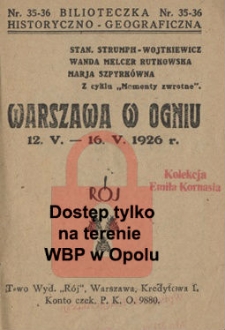 Nr. 35-36 BILIOTECZKA Nr. 35-36
HISTORYCZNO - GEOGRAFICZNA
STAN. STRUMPH-WOJTKIEWICZ
WANDA MELCER RUTKOWSKA
MARJA SZPYRKÓWNA
Z cyklu „Momenty zwrotne".
WARSZAWA W OGNIU
12. V. — 16. V. 1926 r.
Kolekcja
Emila Kornasia
RÓJ
Dostęp tylko
na terenie
WBP w Opolu
T-wo Wyd. „Rój", Warszawa, Kredytowa 1.
Konto czek. P. K. O. 9880.